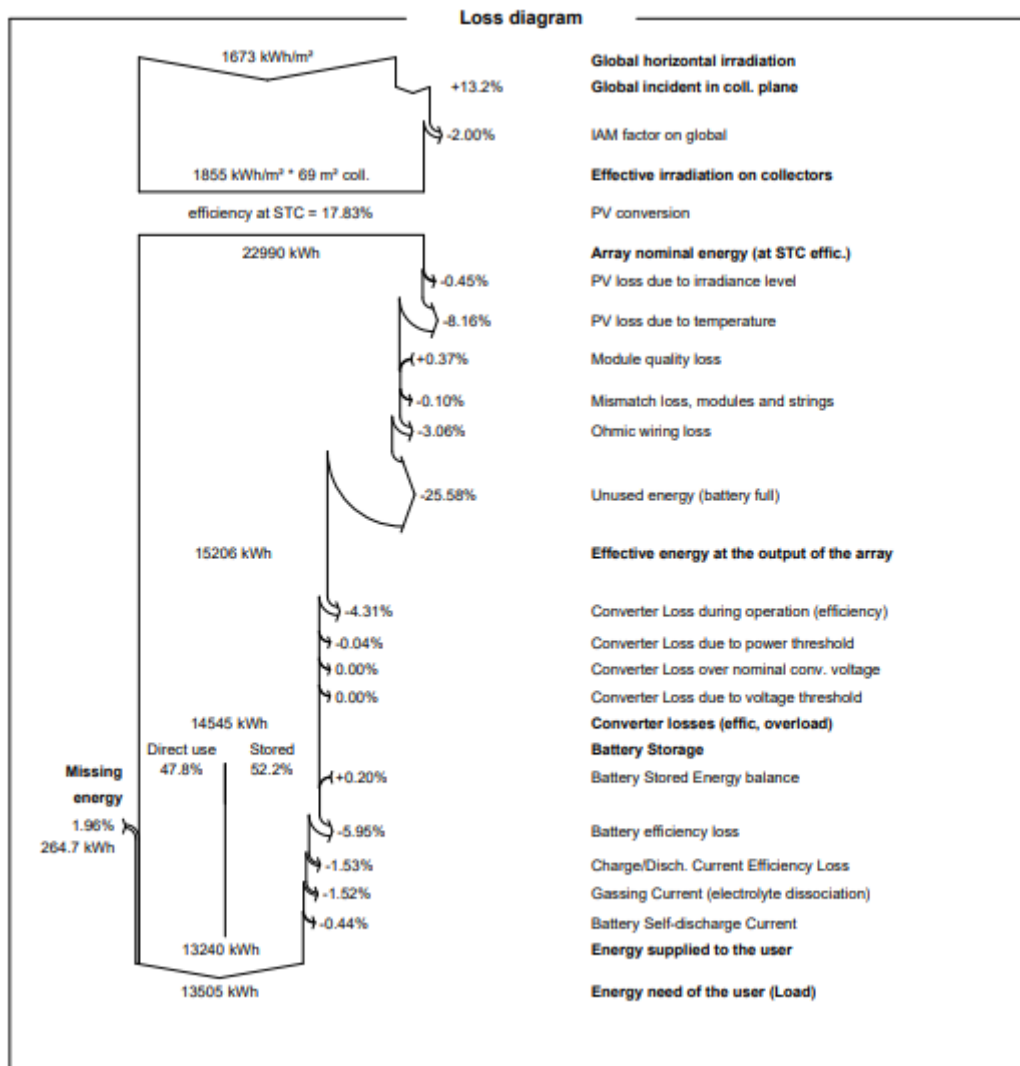 Loss diagram
1673 kWh/m² Global horizontal irradiation
+13.2% Global incident in coll. plane
-2.00% IAM factor on global
1855 kWh/m² * 69 m² coll. Effective irradiation on collectors
efficiency at STC = 17.83% PV conversion
22990 kWh Array nominal energy (at STC effic.)
-0.45% PV loss due to irradiance level
-8.16% PV loss due to temperature
+0.37% Module quality loss
-0.10% Mismatch loss, modules and strings
-3.06% Ohmic wiring loss
-25.58% Unused energy (battery full)
15206 kWh Effective energy at the output of the array
-4.31% Converter Loss during operation (efficiency)
-0.04% Converter Loss due to power threshold
0.00% Converter Loss over nominal conv. voltage
0.00% Converter Loss due to voltage threshold
14545 kWh Converter losses (effic, overload)
Direct use Stored Battery Storage
Missing 47.8% 52.2% +0.20% Battery Stored Energy balance
energy
1.96% -5.95% Battery efficiency loss
264.7 kWh
-1.53% Charge/Disch. Current Efficiency Loss
-1.52% Gassing Current (electrolyte dissociation)
-0.44% Battery Self-discharge Current
13240 kWh Energy supplied to the user
13505 kWh Energy need of the user (Load)